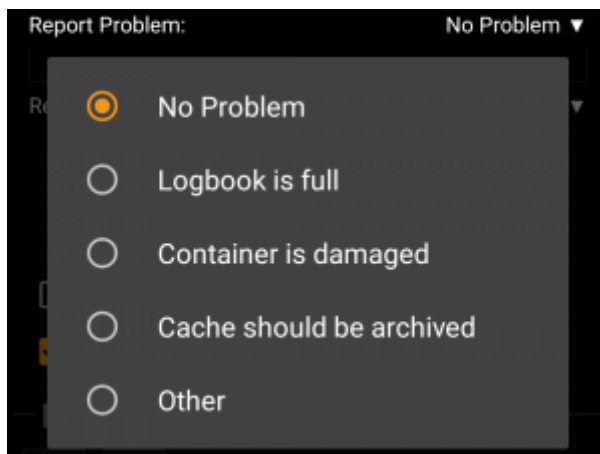 Report Problem: No Problem ▼
No Problem
Logbook is full
Container is damaged
Cache should be archived
Other